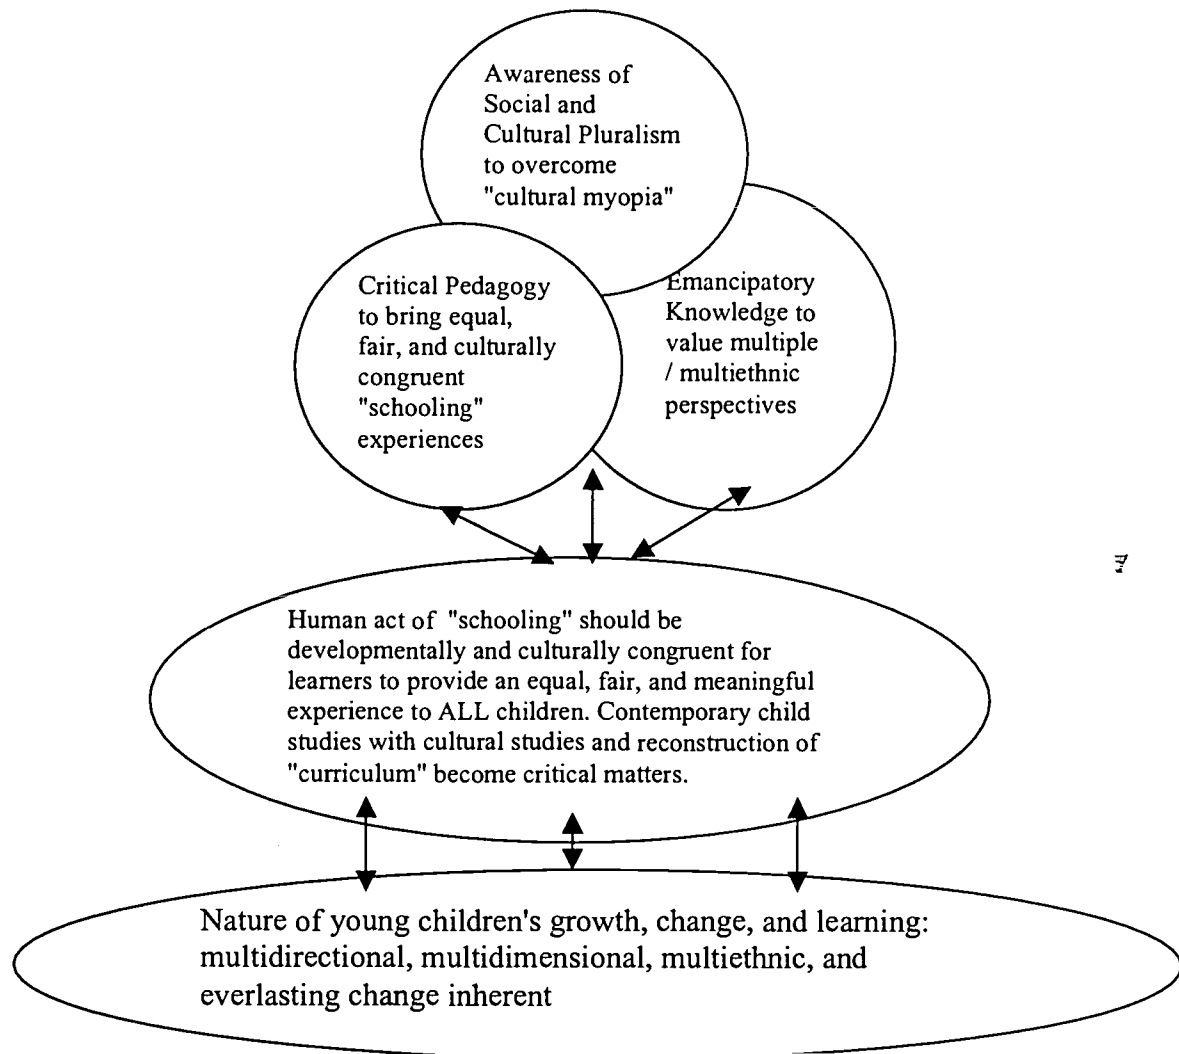 Awareness of
Social and
Cultural Pluralism
to overcome
"cultural myopia"
Critical Pedagogy
to bring equal,
fair, and culturally
congruent
"schooling"
experiences
Emancipatory
Knowledge to
value multiple
/ multiethnic
perspectives
Human act of "schooling" should be
developmentally and culturally congruent for
learners to provide an equal, fair, and meaningful
experience to ALL children. Contemporary child
studies with cultural studies and reconstruction of
"curriculum" become critical matters.
Nature of young children's growth, change, and learning:
multidirectional, multidimensional, multiethnic, and
everlasting change inherent